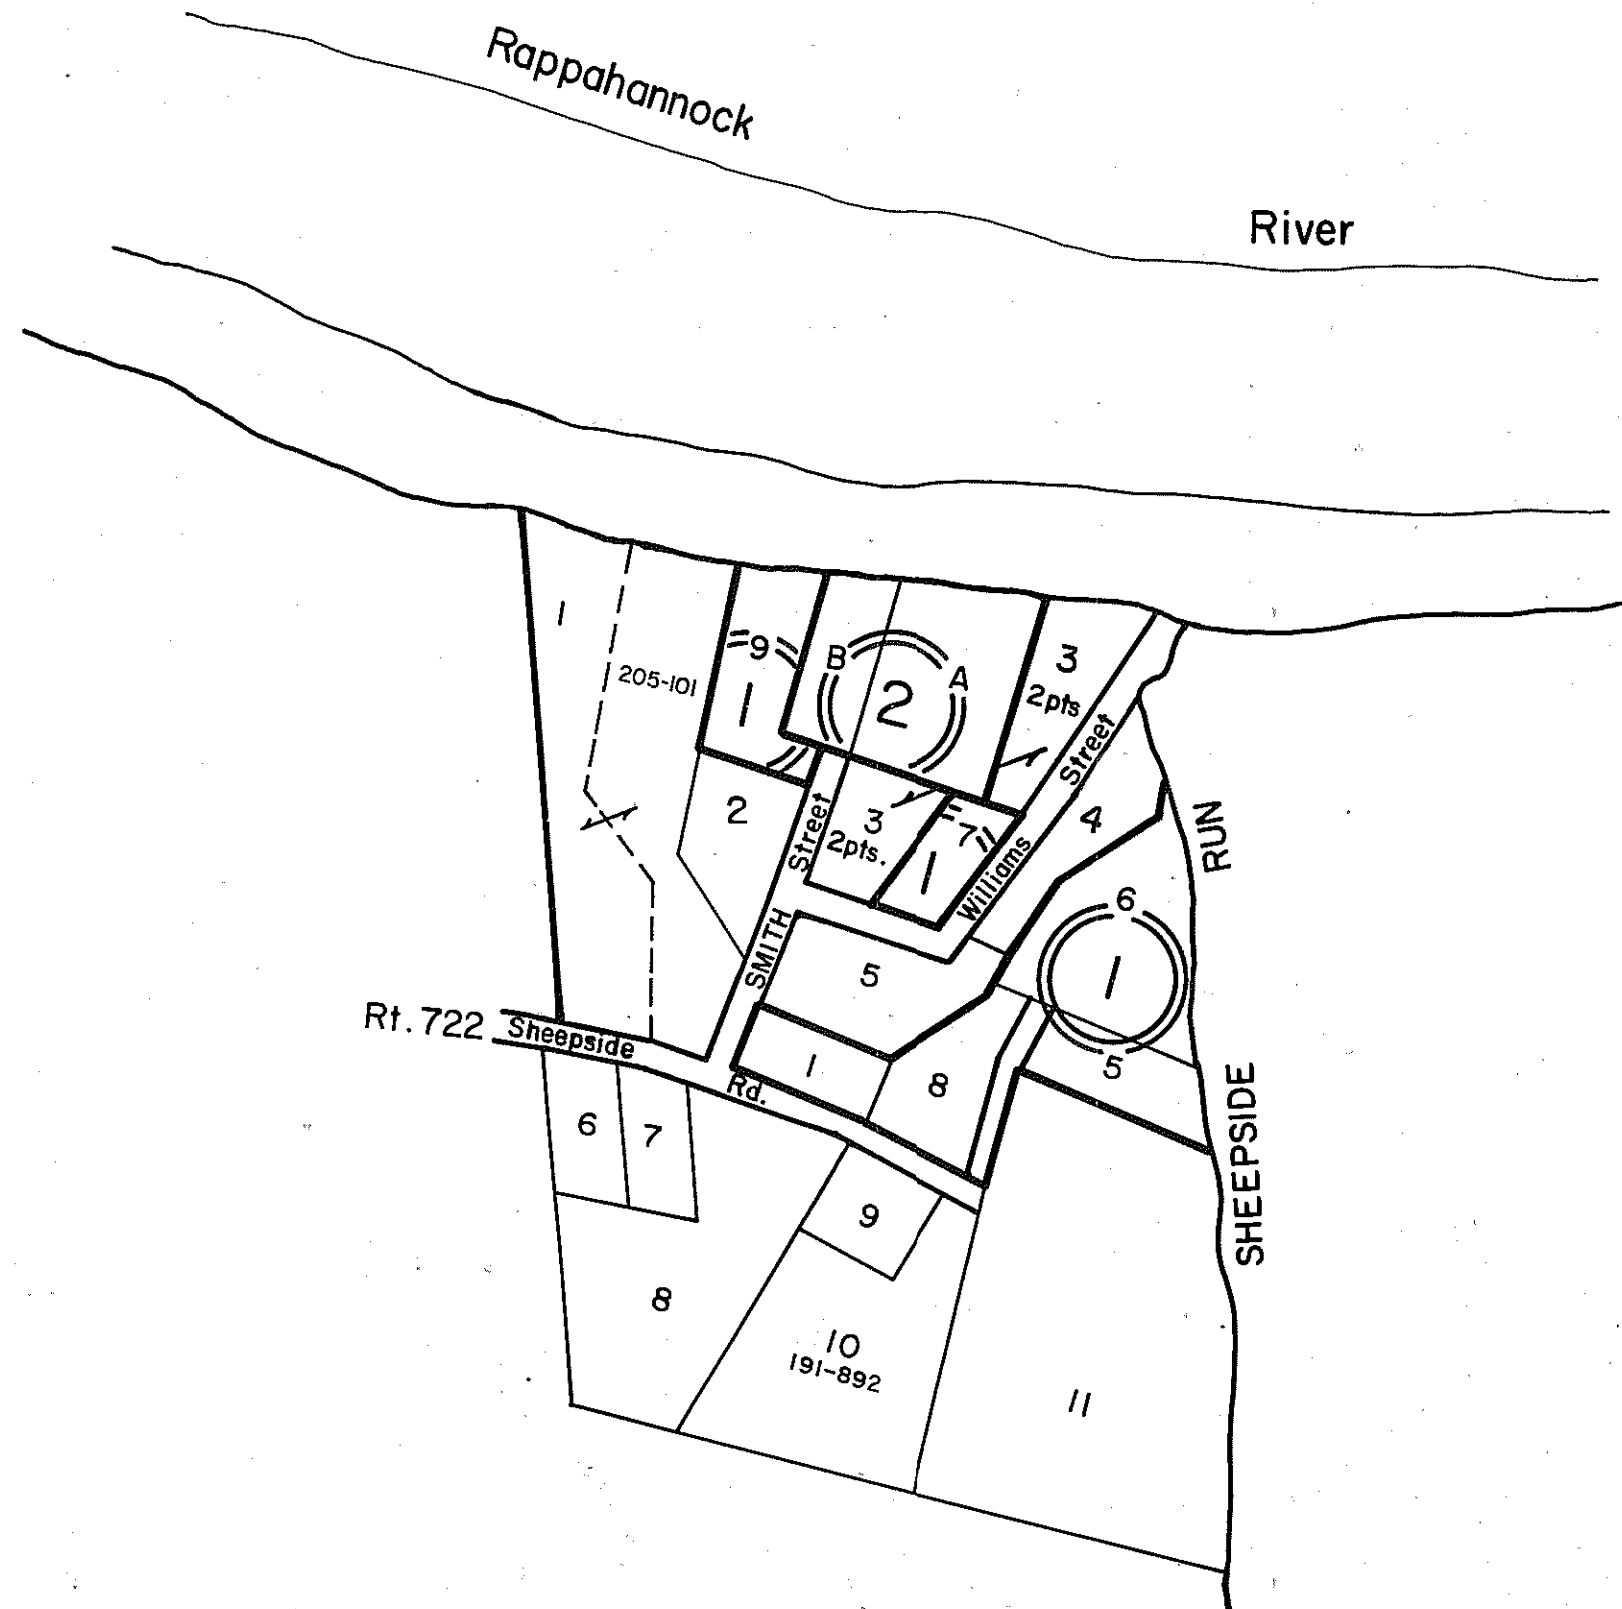 Rappahannock
River
1
205-101
9
1
B
A
2
3
2pts
Street
Williams
2
Street
SMITH
3
2pts.
7
1
4
RUN
6
1
5
5
1
8
Rt. 722
Sheepside
Rd.
SHEEPSIDE
6
7
8
9
10
191-892
11